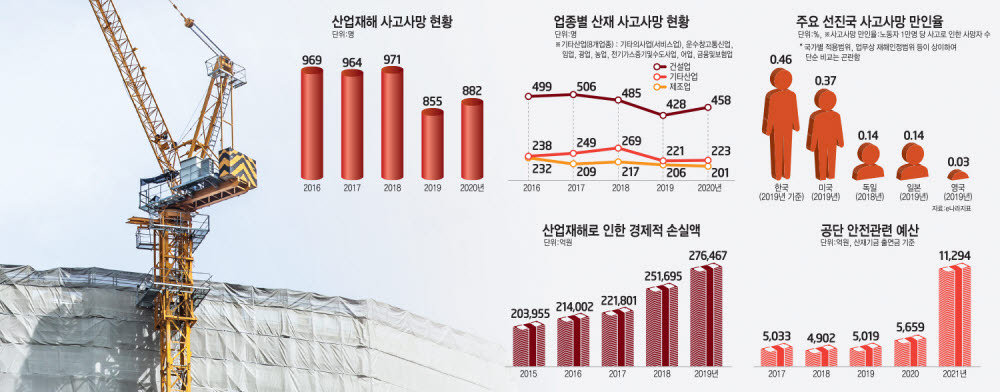 산업재해 사고사망 현황
단위:명
969
964
971
855
882
2016
2017
2018
2019
2020년
업종별 산재 사고사망 현황
단위:명
※기타산업(8개업종) : 기타의사업(서비스업), 운수창고통신업,
임업, 광업, 농업, 전기가스증기및수도사업, 어업, 금융및보험업
건설업
기타산업
제조업
499
506
485
428
458
238
249
269
221
223
232
209
217
206
201
2016
2017
2018
2019
2020년
주요 선진국 사고사망 만인율
단위:‱, ※사고사망 만인율:노동자 1만명 당 사고로 인한 사망자 수
* 국가별 적용범위, 업무상 재해인정범위 등이 상이하여
단순 비교는 곤란함
0.46
0.37
0.14
0.14
0.03
한국
(2019년 기준)
미국
(2019년)
독일
(2018년)
일본
(2019년)
영국
(2019년)
자료:e나라지표
산업재해로 인한 경제적 손실액
단위:억원
203,955
214,002
221,801
251,695
276,467
2015
2016
2017
2018
2019년
공단 안전관련 예산
단위:억원, 산재기금 출연금 기준
5,033
4,902
5,019
5,659
11,294
2017
2018
2019
2020
2021년